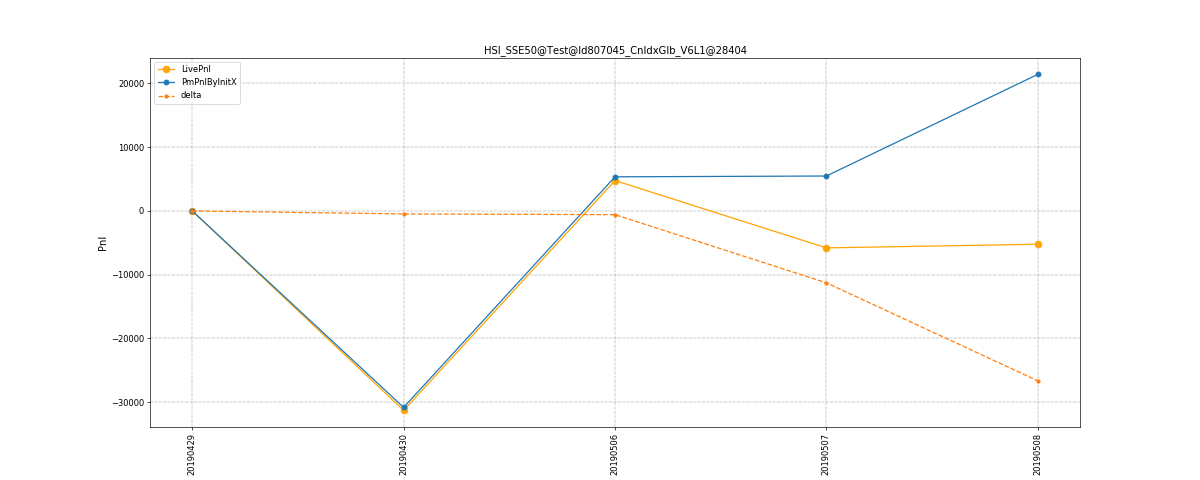 HSI_SSE50@Test@Id807045_CnIdxGlb_V6L1@28404
LivePnl
PmPnlByInitX
delta
20000
10000
0
−10000
−20000
−30000
Pnl
20190429
20190430
20190506
20190507
20190508